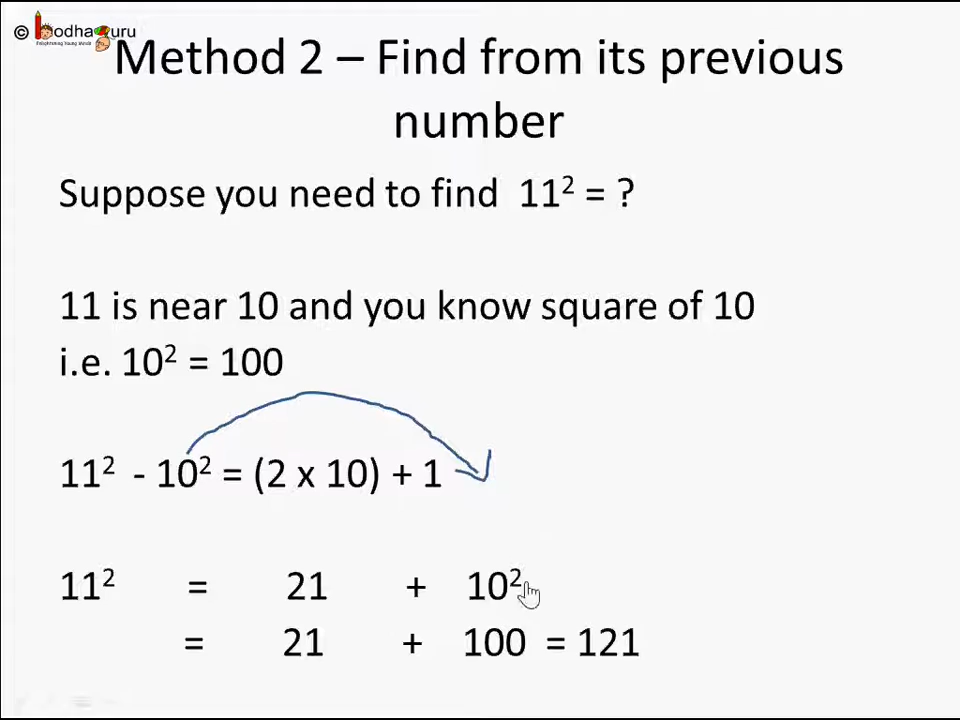 © BodhaGuru
Method 2 – Find from its previous
number
Suppose you need to find 11² = ?
11 is near 10 and you know square of 10
i.e. 10² = 100
11² - 10² = (2 x 10) + 1
11² = 21 + 10²
= 21 + 100 = 121